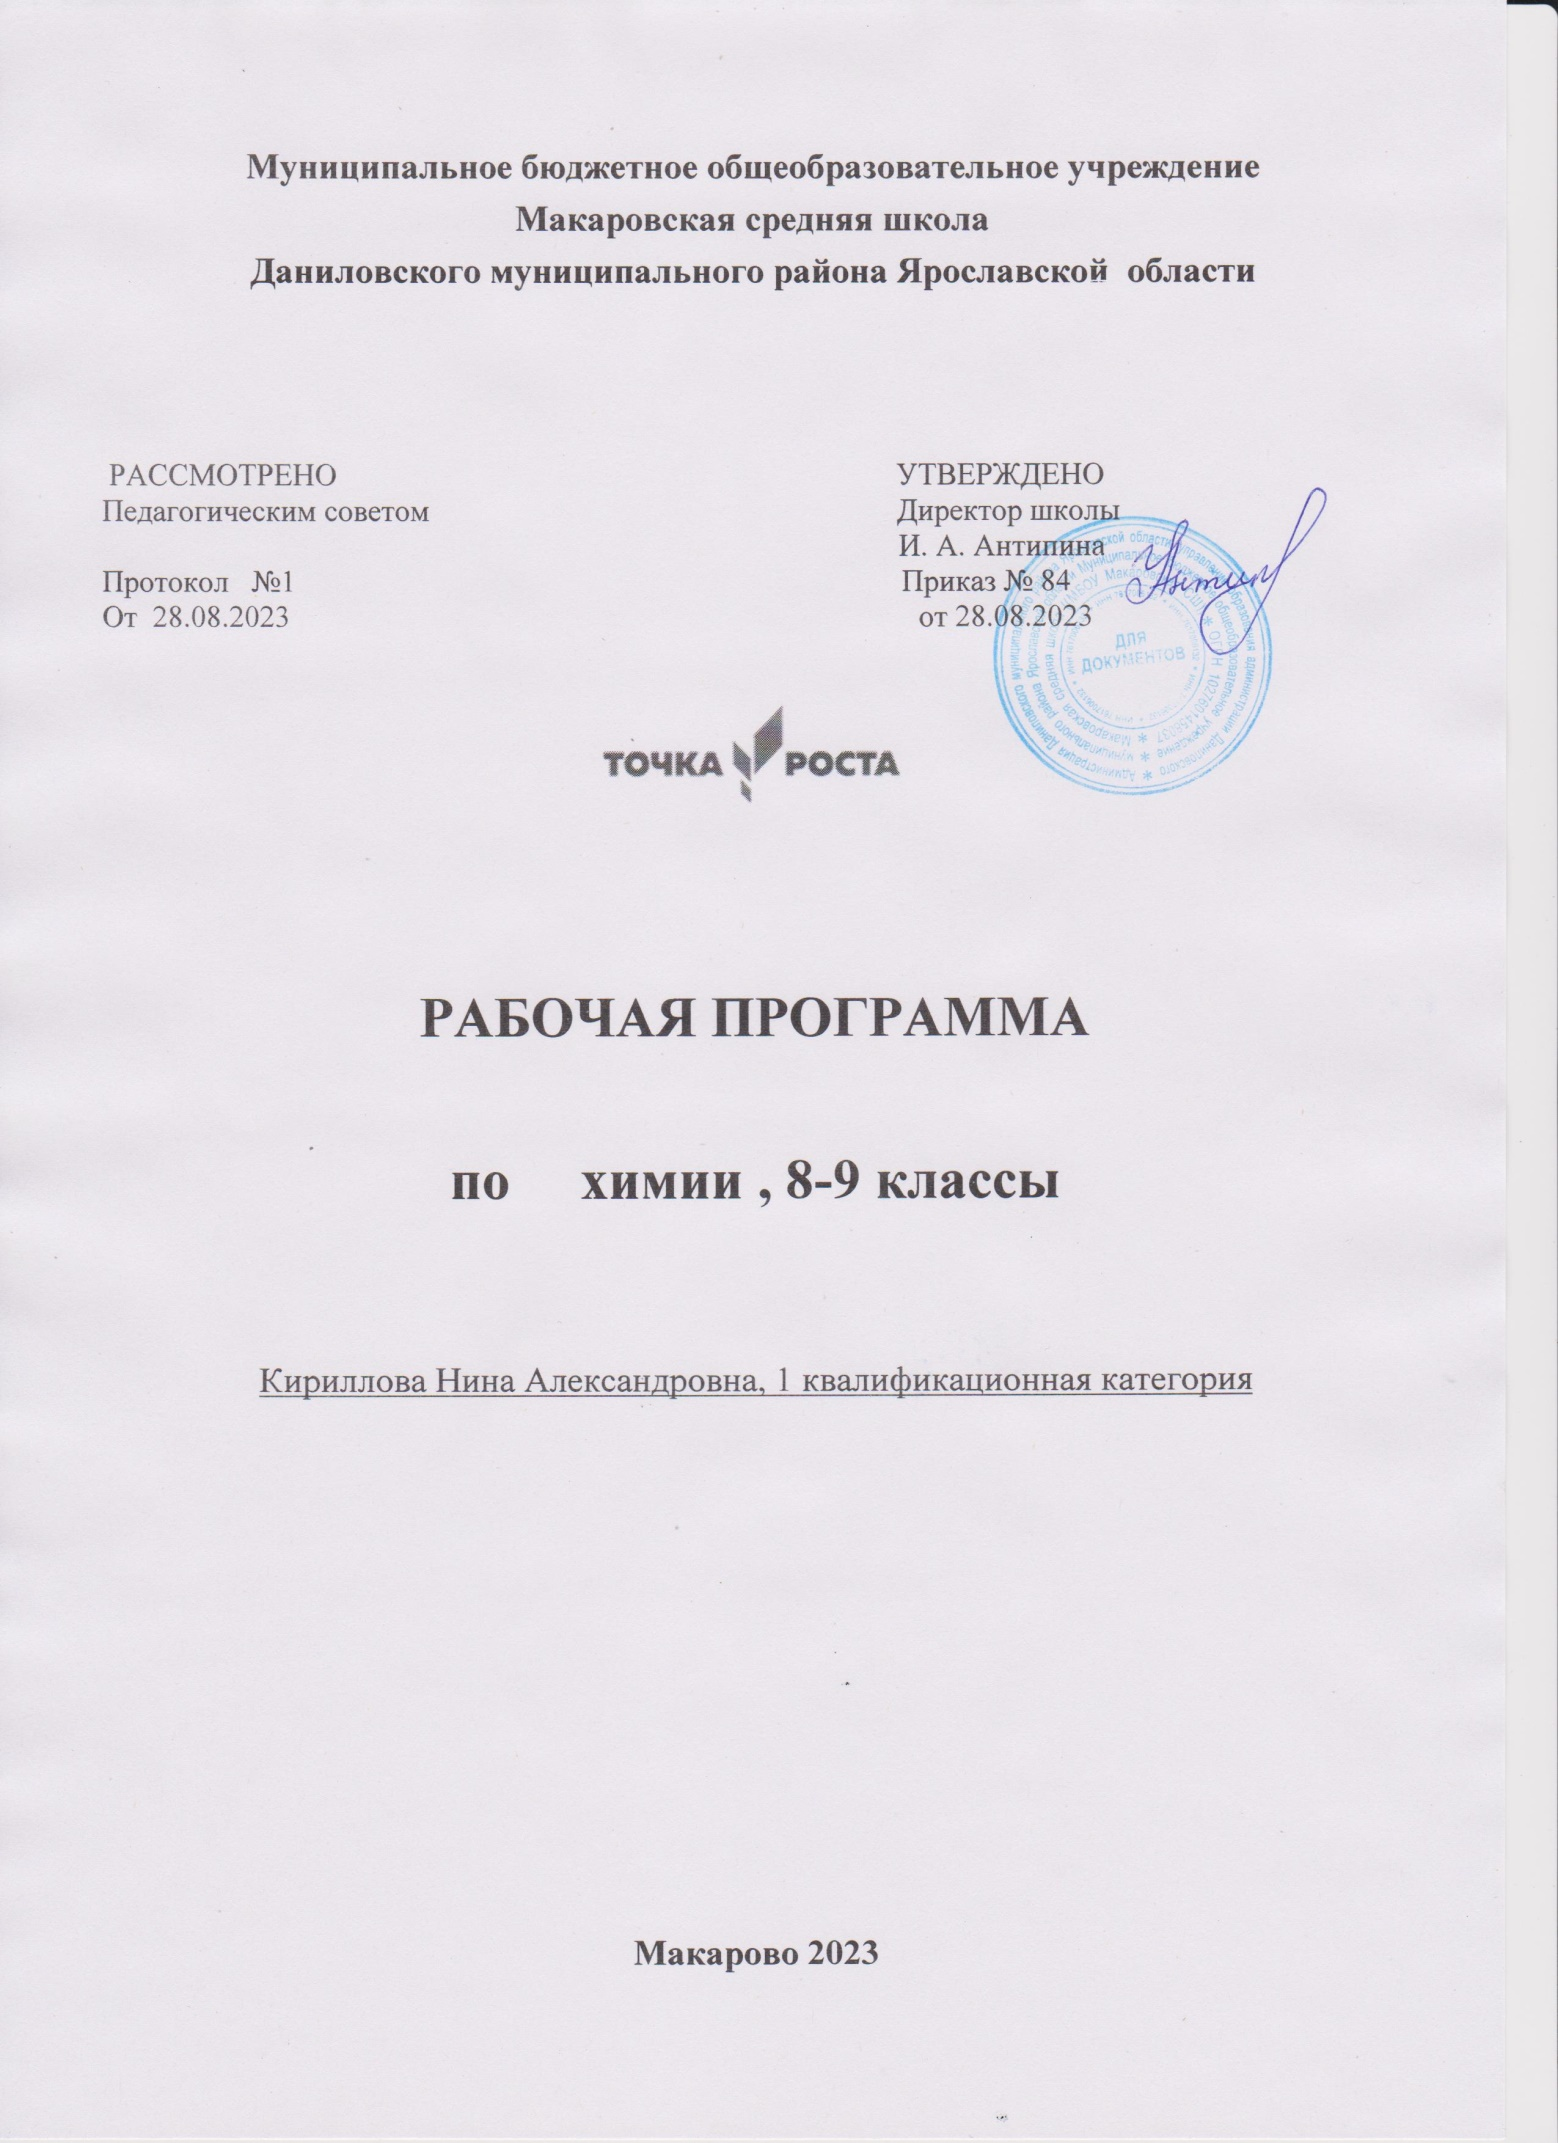 Муниципальное бюджетное общеобразовательное учреждение
Макаровская средняя школа
Даниловского муниципального района Ярославской области
РАССМОТРЕНО
Педагогическим советом
Протокол №1
От 28.08.2023
УТВЕРЖДЕНО
Директор школы
И. А. Антипина
Приказ № 84
от 28.08.2023
ДЛЯ
ДОКУМЕНТОВ
ТОЧКА РОСТА
РАБОЧАЯ ПРОГРАММА
по химии , 8-9 классы
Кириллова Нина Александровна, 1 квалификационная категория
Макарово 2023